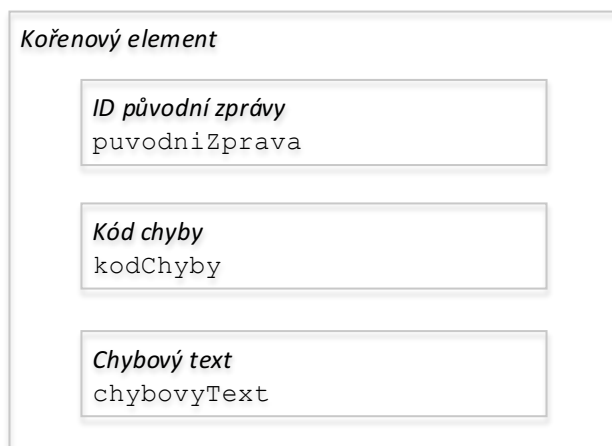 Kořenový element
ID původní zprávy
puvodniZprava
Kód chyby
kodChyby
Chybový text
chybovyText